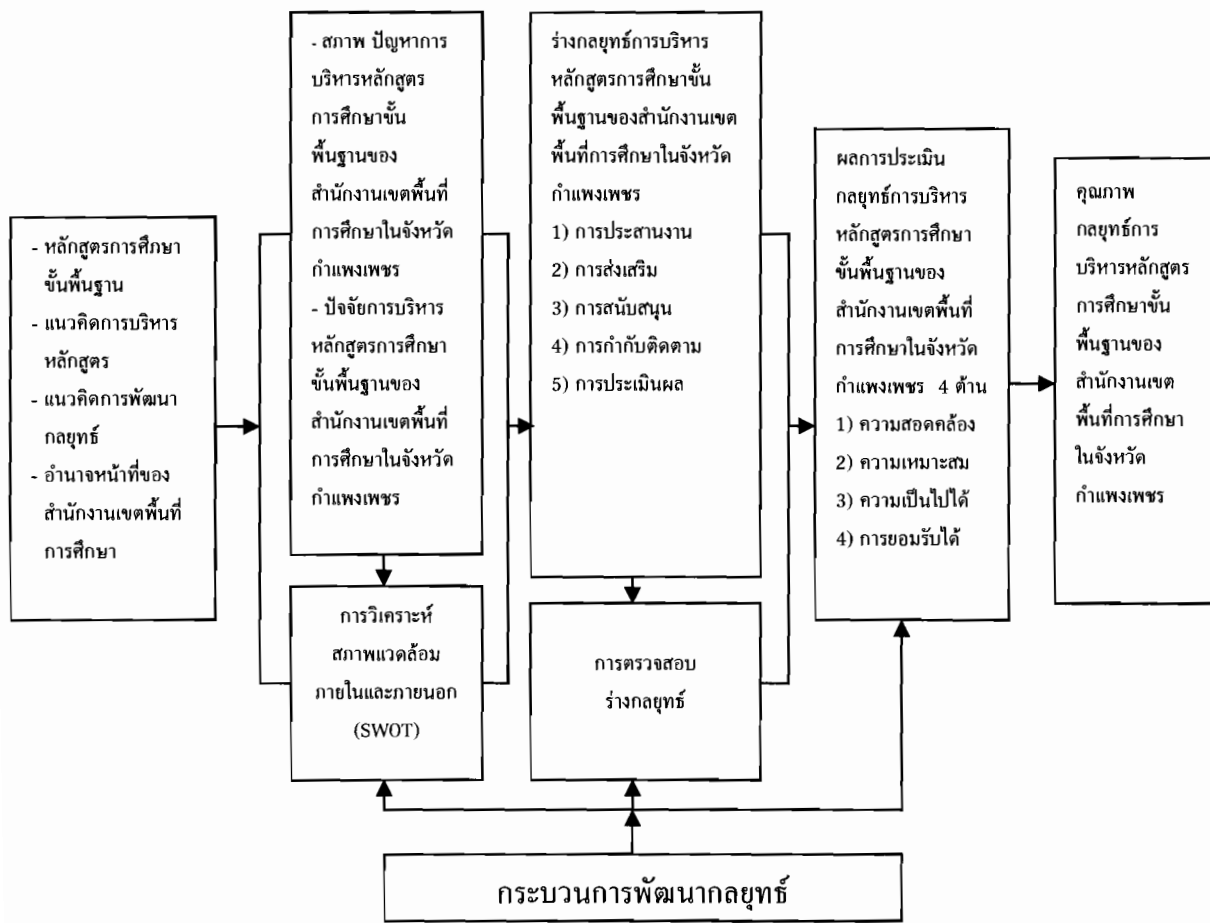 - หลักสูตรการศึกษา
ขั้นพื้นฐาน
- แนวคิดการบริหาร
หลักสูตร
- แนวคิดการพัฒนา
กลยุทธ์
- อำนาจหน้าที่ของ
สำนักงานเขตพื้นที่
การศึกษา
- สภาพ ปัญหาการ
บริหารหลักสูตร
การศึกษาขั้น
พื้นฐานของ
สำนักงานเขตพื้นที่
การศึกษาในจังหวัด
กำแพงเพชร
- ปัจจัยการบริหาร
หลักสูตรการศึกษา
ขั้นพื้นฐานของ
สำนักงานเขตพื้นที่
การศึกษาในจังหวัด
กำแพงเพชร
การวิเคราะห์
สภาพแวดล้อม
ภายในและภายนอก
(SWOT)
ร่างกลยุทธ์การบริหาร
หลักสูตรการศึกษาขั้น
พื้นฐานของสำนักงานเขต
พื้นที่การศึกษาในจังหวัด
กำแพงเพชร
1) การประสานงาน
2) การส่งเสริม
3) การสนับสนุน
4) การกำกับติดตาม
5) การประเมินผล
การตรวจสอบ
ร่างกลยุทธ์
ผลการประเมิน
กลยุทธ์การบริหาร
หลักสูตรการศึกษา
ขั้นพื้นฐานของ
สำนักงานเขตพื้นที่
การศึกษาในจังหวัด
กำแพงเพชร 4 ด้าน
1) ความสอดคล้อง
2) ความเหมาะสม
3) ความเป็นไปได้
4) การยอมรับได้
คุณภาพ
กลยุทธ์การ
บริหารหลักสูตร
การศึกษาขั้น
พื้นฐานของ
สำนักงานเขต
พื้นที่การศึกษา
ในจังหวัด
กำแพงเพชร
กระบวนการพัฒนากลยุทธ์